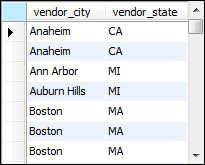 vendor_city vendor_state
Anaheim CA
Anaheim CA
Ann Arbor MI
Auburn Hills MI
Boston MA
Boston MA
Boston MA